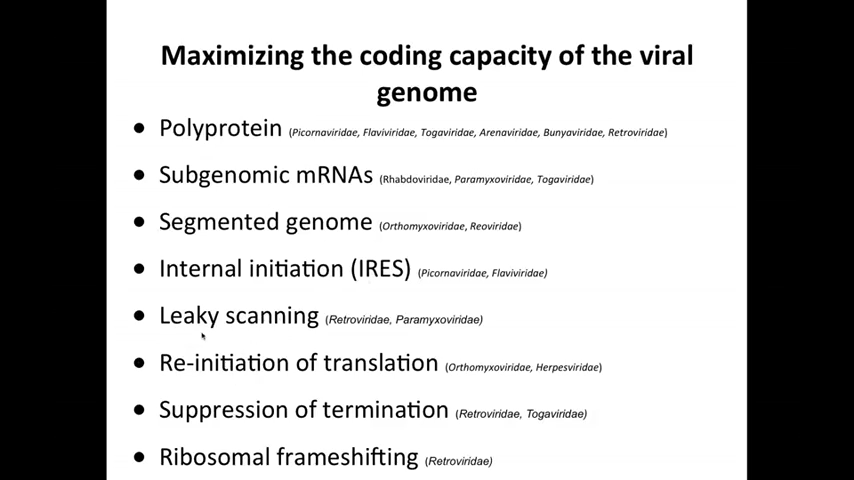 Maximizing the coding capacity of the viral
genome
• Polyprotein (Picornaviridae, Flaviviridae, Togaviridae, Arenaviridae, Bunyaviridae, Retroviridae)
• Subgenomic mRNAs (Rhabdoviridae, Paramyxoviridae, Togaviridae)
• Segmented genome (Orthomyxoviridae, Reoviridae)
• Internal initiation (IRES) (Picornaviridae, Flaviviridae)
• Leaky scanning (Retroviridae, Paramyxoviridae)
• Re-initiation of translation (Orthomyxoviridae, Herpesviridae)
• Suppression of termination (Retroviridae, Togaviridae)
• Ribosomal frameshifting (Retroviridae)